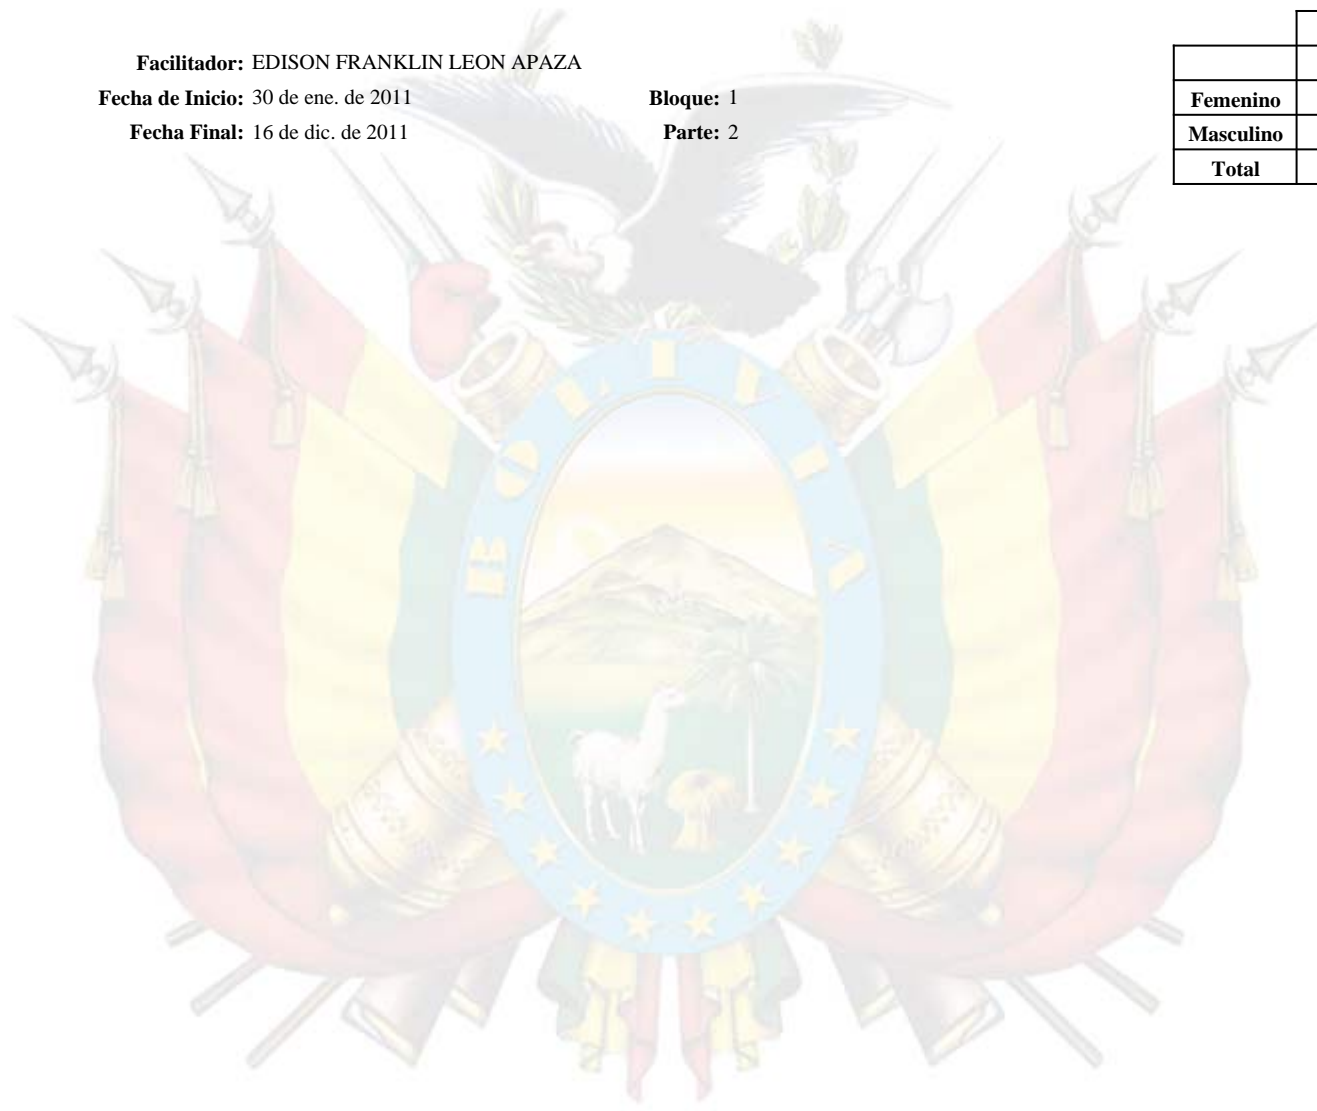 Facilitador: EDISON FRANKLIN LEON APAZA
Fecha de Inicio: 30 de ene. de 2011 Bloque: 1
Fecha Final: 16 de dic. de 2011 Parte: 2
Femenino
Masculino
Total
BOLIVIA